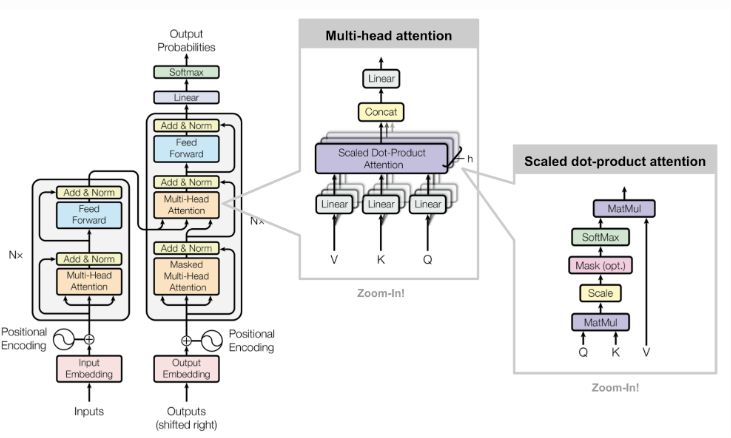 Output
Probabilities
Softmax
Linear
Add & Norm
Feed
Forward
Add & Norm
Multi-Head
Attention
Add & Norm
Masked
Multi-Head
Attention
Nx
Positional
Encoding
Output
Embedding
Outputs
(shifted right)
Add & Norm
Feed
Forward
Add & Norm
Multi-Head
Attention
Nx
Positional
Encoding
Input
Embedding
Inputs
Multi-head attention
Linear
Concat
Scaled Dot-Product
Attention
h
Linear
Linear
Linear
V
K
Q
Zoom-In!
Scaled dot-product attention
MatMul
SoftMax
Mask (opt.)
Scale
MatMul
Q
K
V
Zoom-In!